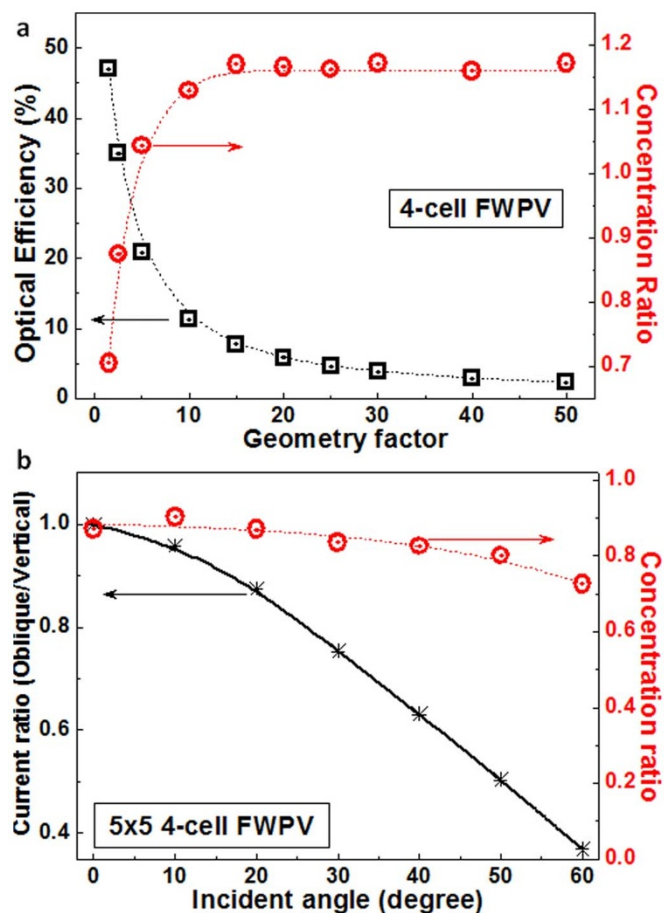 a
50
40
30
20
10
0
Optical Efficiency (%)
1.2
1.1
1.0
0.9
0.8
0.7
Concentration Ratio
4-cell FWPV
0 10 20 30 40 50
Geometry factor
b
1.0
0.8
0.6
0.4
Current ratio (Oblique/Vertical)
1.0
0.8
0.6
0.4
0.2
0.0
Concentration ratio
5x5 4-cell FWPV
0 10 20 30 40 50 60
Incident angle (degree)